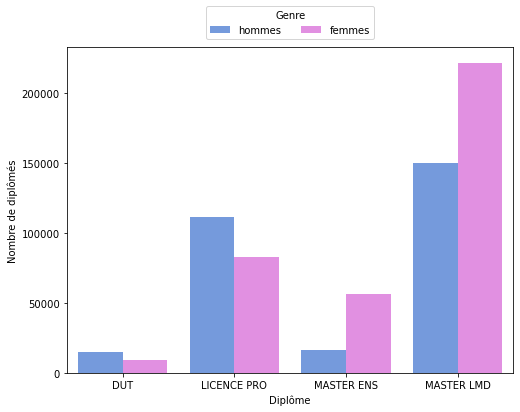 Genre
hommes femmes
Nombre de diplômés
200000
150000
100000
50000
0
DUT LICENCE PRO MASTER ENS MASTER LMD
Diplôme